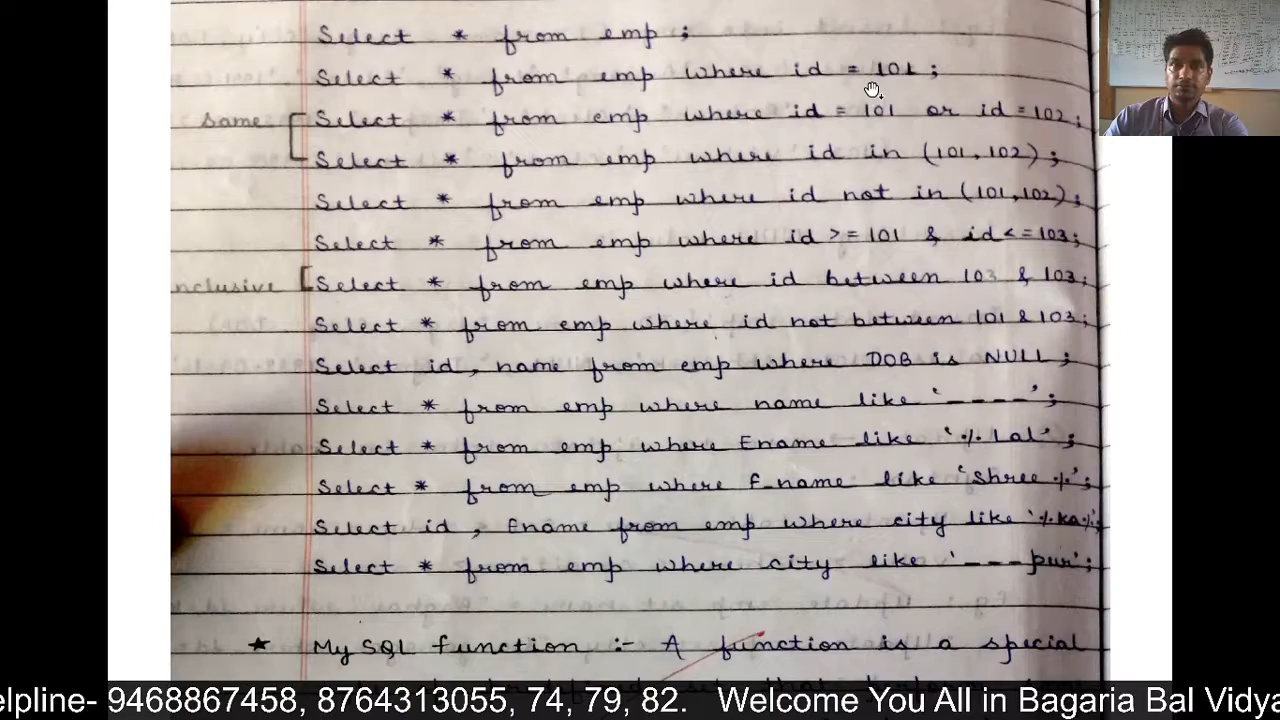 Select * from emp ;
Select * from emp where id = 101 ;
same
Select * from emp where id = 101 or id = 102 ;
Select * from emp where id in (101, 102) ;
Select * from emp where id not in (101,102) ;
Select * from emp where id >= 101 & id <= 103;
nclusive
Select * from emp where id between 103 & 103;
Select * from emp where id not between 101 & 103;
Select id, name from emp where DOB is NULL ;
Select * from emp where name like '_ _ _ _' ;
Select * from emp where Ename like '% Lal' ;
Select * from emp where f_name like 'Shree %' ;
Select id , Ename from emp where city like '%ka%';
Select * from emp where city like '_ _ _ pur' ;
★ My SQL function :- A function is a special
elpline- 9468867458, 8764313055, 74, 79, 82. Welcome You All in Bagaria Bal Vidya